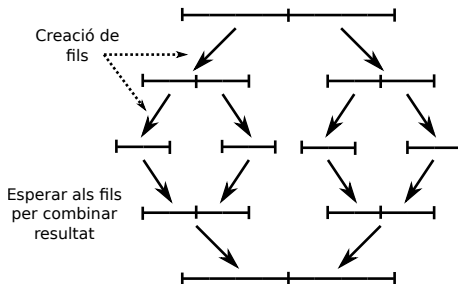 Creació de
fils
Esperar als fils
per combinar
resultat